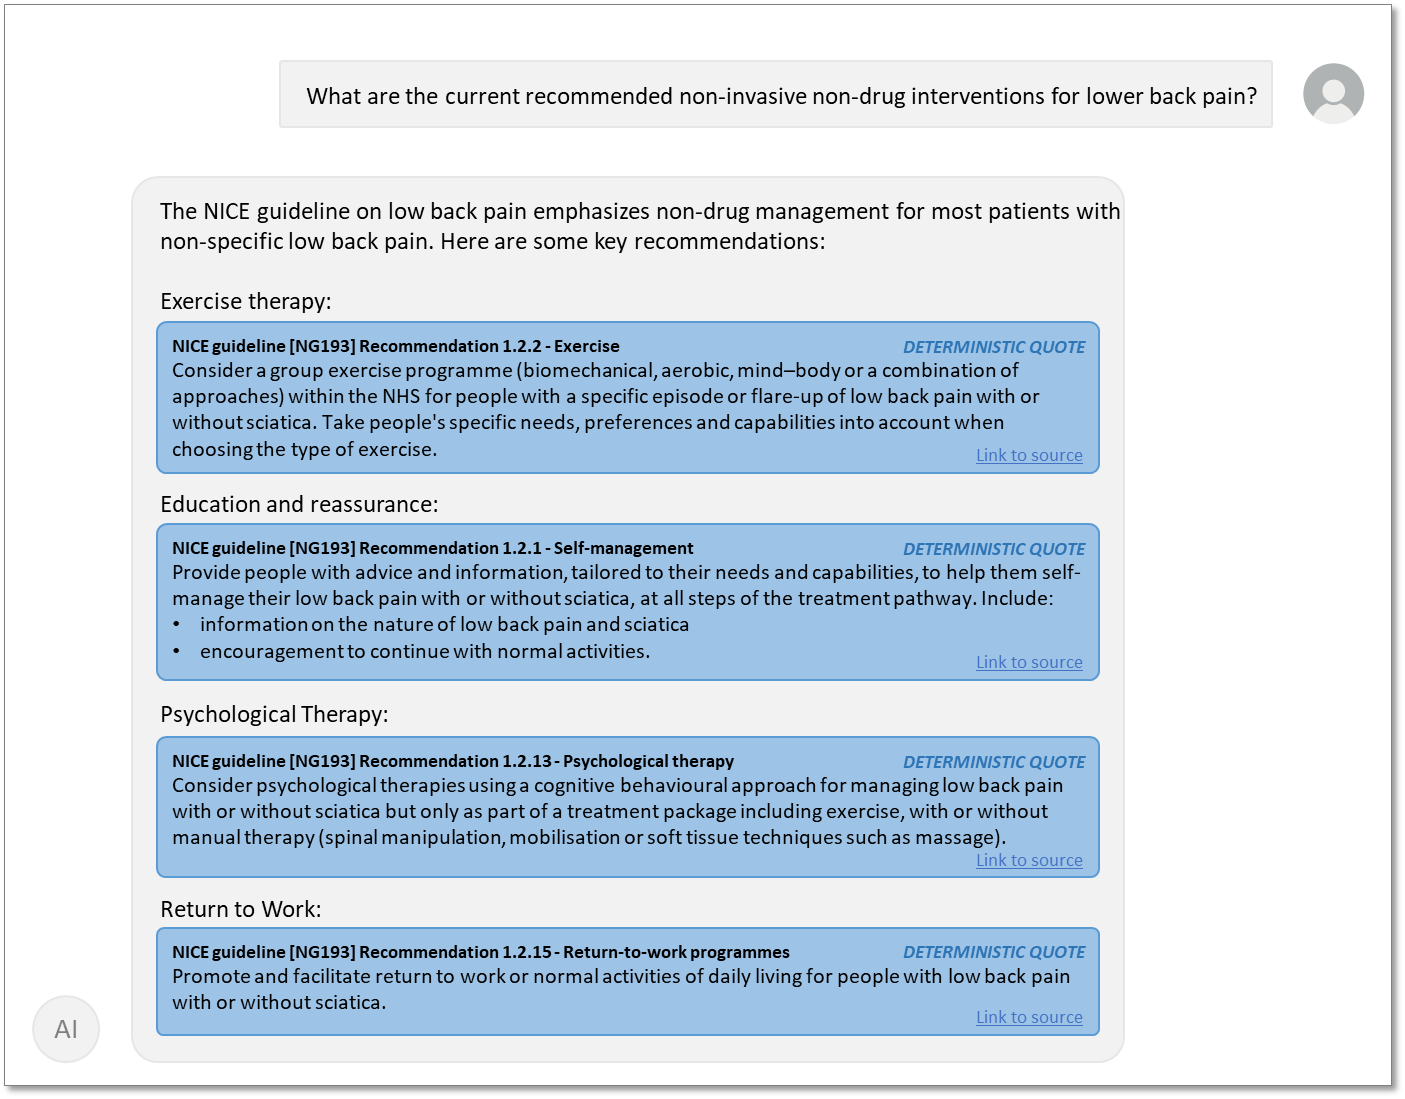 What are the current recommended non-invasive non-drug interventions for lower back pain?
The NICE guideline on low back pain emphasizes non-drug management for most patients with
non-specific low back pain. Here are some key recommendations:
Exercise therapy:
NICE guideline [NG193] Recommendation 1.2.2 - Exercise
DETERMINISTIC QUOTE
Consider a group exercise programme (biomechanical, aerobic, mind–body or a combination of
approaches) within the NHS for people with a specific episode or flare-up of low back pain with or
without sciatica. Take people's specific needs, preferences and capabilities into account when
choosing the type of exercise.
Link to source
Education and reassurance:
NICE guideline [NG193] Recommendation 1.2.1 - Self-management
DETERMINISTIC QUOTE
Provide people with advice and information, tailored to their needs and capabilities, to help them self-
manage their low back pain with or without sciatica, at all steps of the treatment pathway. Include:
• information on the nature of low back pain and sciatica
• encouragement to continue with normal activities.
Link to source
Psychological Therapy:
NICE guideline [NG193] Recommendation 1.2.13 - Psychological therapy
DETERMINISTIC QUOTE
Consider psychological therapies using a cognitive behavioural approach for managing low back pain
with or without sciatica but only as part of a treatment package including exercise, with or without
manual therapy (spinal manipulation, mobilisation or soft tissue techniques such as massage).
Link to source
Return to Work:
NICE guideline [NG193] Recommendation 1.2.15 - Return-to-work programmes
DETERMINISTIC QUOTE
Promote and facilitate return to work or normal activities of daily living for people with low back pain
with or without sciatica.
Link to source
AI